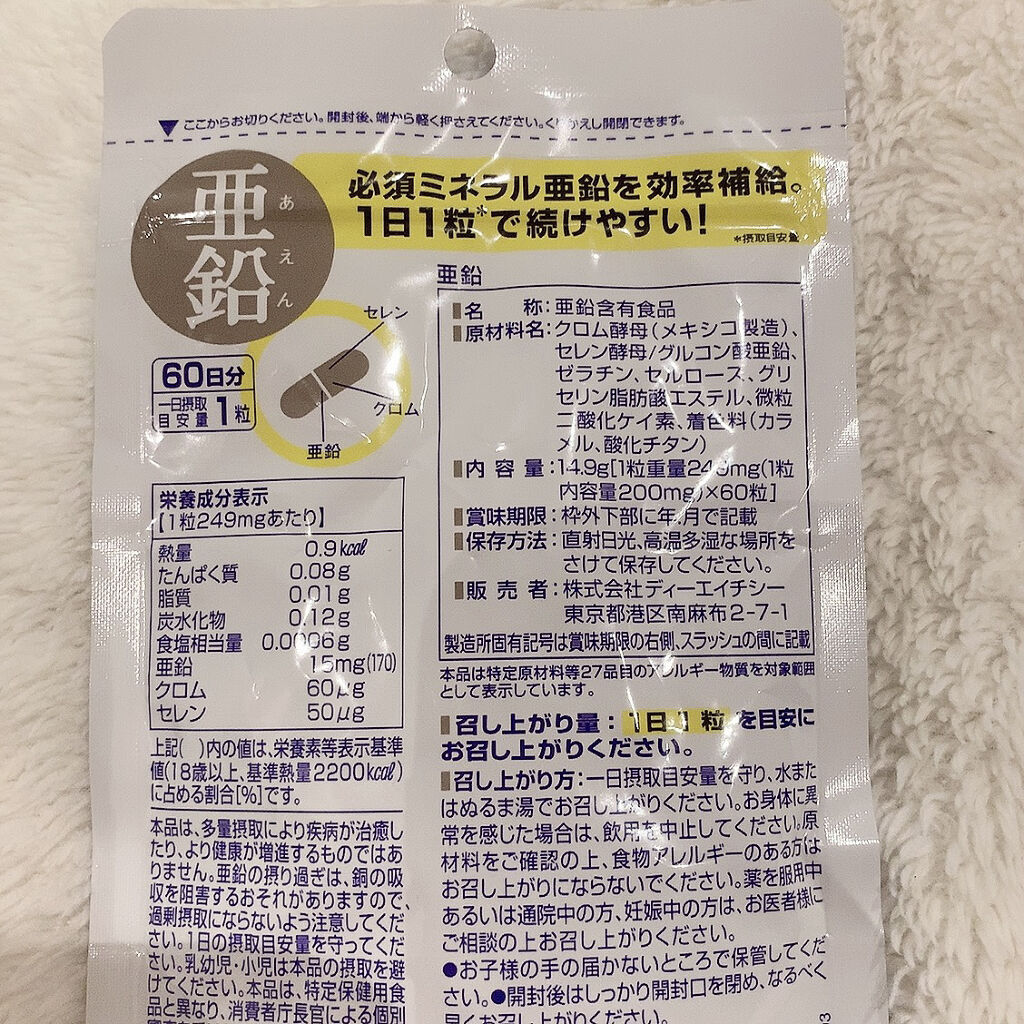 ▼ここからお切りください。開封後、端から軽く押さえてください。くりかえし開閉できます。
亜鉛
あえん
必須ミネラル亜鉛を効率補給。
1日1粒*で続けやすい!
*摂取目安量
セレン
クロム
亜鉛
60日分
一日摂取
目安量 1粒
栄養成分表示
【1粒249mgあたり】
熱量 0.9kcal
たんぱく質 0.08g
脂質 0.01g
炭水化物 0.12g
食塩相当量 0.0006g
亜鉛 15mg(170)
クロム 60μg
セレン 50μg
上記( )内の値は、栄養素等表示基準
値(18歳以上、基準熱量2200kcal)
に占める割合[%]です。
本品は、多量摂取により疾病が治癒し
たり、より健康が増進するものではあ
りません。亜鉛の摂り過ぎは、銅の吸
収を阻害するおそれがありますので、
過剰摂取にならないよう注意してくだ
さい。1日の摂取目安量を守ってくだ
さい。乳幼児・小児は本品の摂取を避
けてください。本品は、特定保健用食
品と異なり、消費者庁長官による個別
亜鉛
名称:亜鉛含有食品
原材料名:クロム酵母(メキシコ製造)、
セレン酵母/グルコン酸亜鉛、
ゼラチン、セルロース、グリ
セリン脂肪酸エステル、微粒
二酸化ケイ素、着色料(カラ
メル、酸化チタン)
内容量:14.9g[1粒重量249mg(1粒
内容量200mg)×60粒]
賞味期限:枠外下部に年.月で記載
保存方法:直射日光、高温多湿な場所を
さけて保存してください。
販売者:株式会社ディーエイチシー
東京都港区南麻布2-7-1
製造所固有記号は賞味期限の右側、スラッシュの間に記載
本品は特定原材料等27品目のアレルギー物質を対象範囲
として表示しています。
召し上がり量:1日1粒を目安に
お召し上がりください。
召し上がり方:一日摂取目安量を守り、水また
はぬるま湯でお召し上がりください。お身体に異
常を感じた場合は、飲用を中止してください。原
材料をご確認の上、食物アレルギーのある方は
お召し上がりにならないでください。薬を服用中
あるいは通院中の方、妊娠中の方は、お医者様に
ご相談の上お召し上がりください。
●お子様の手の届かないところで保管してくだ
さい。●開封後はしっかり開封口を閉め、なるべく
早くお召し上がりください。